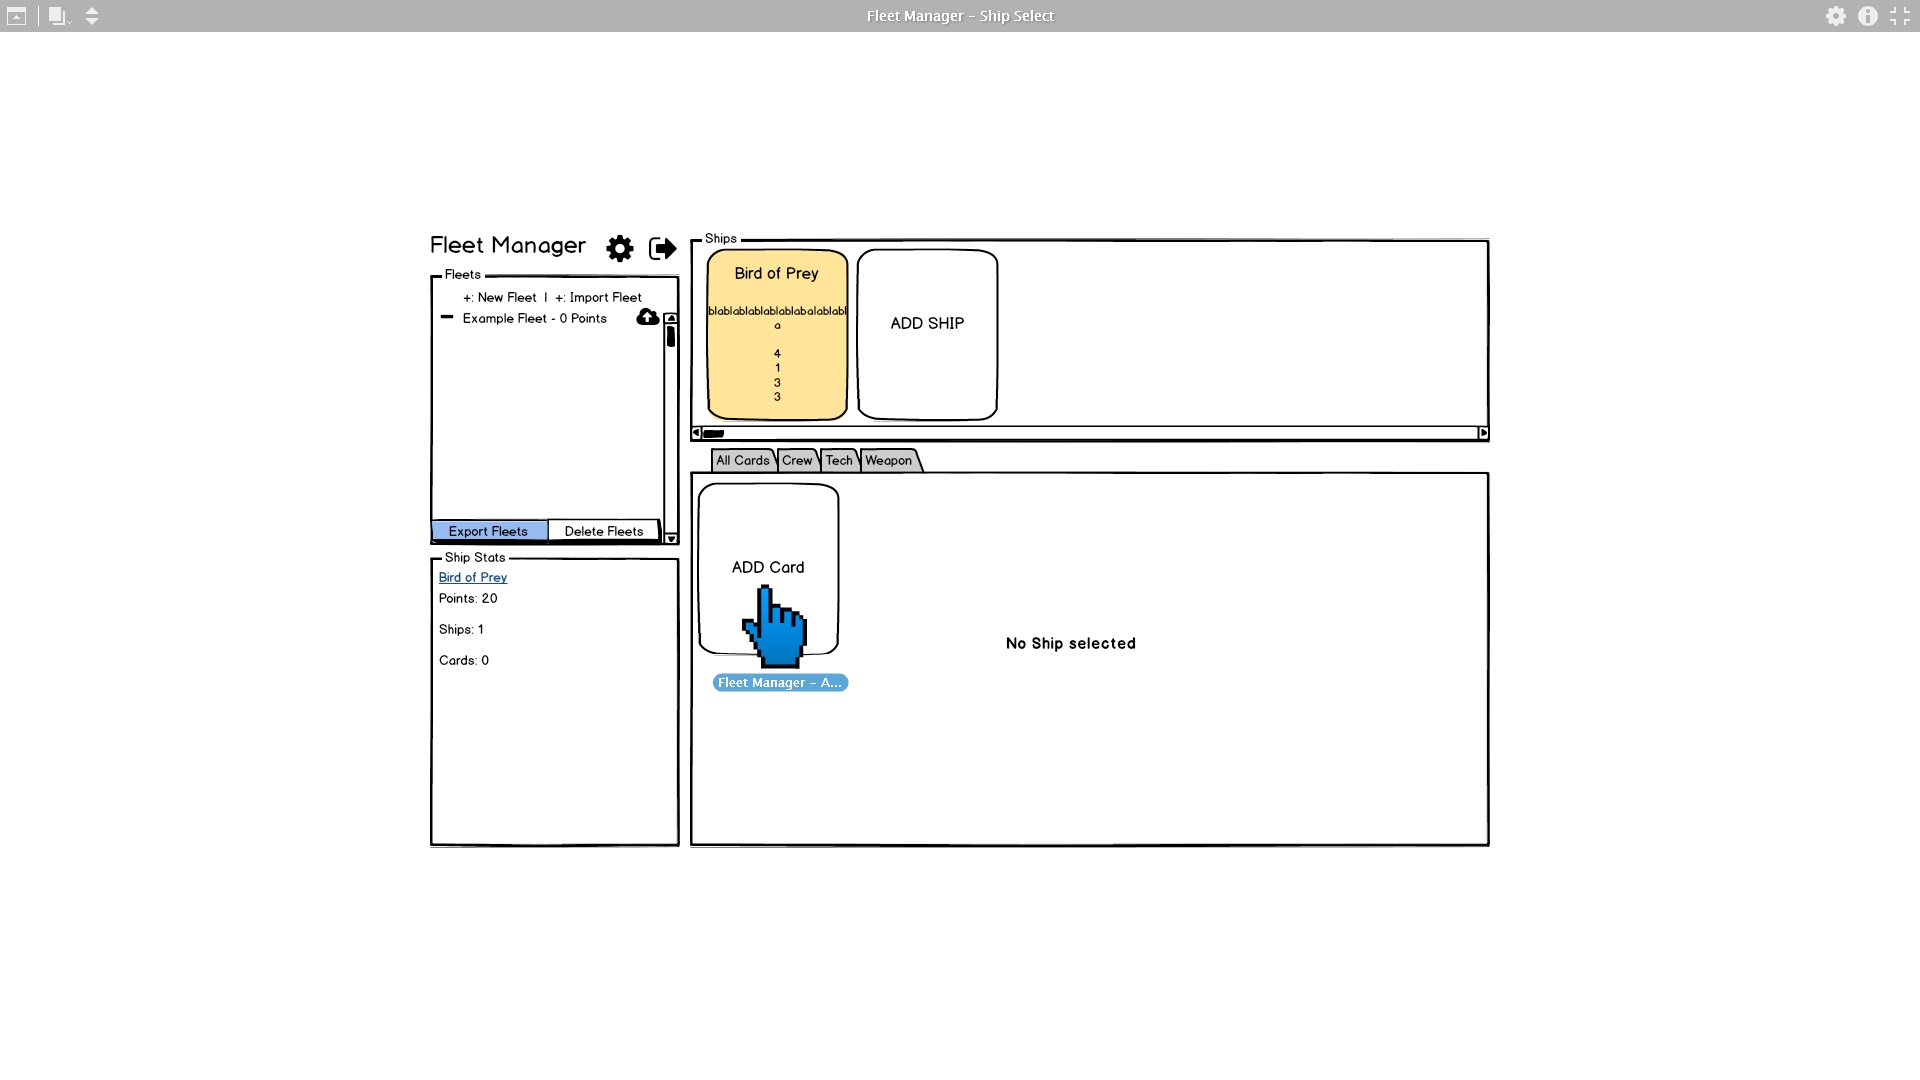 Fleet Manager - Ship Select
Fleet Manager
Fleets
+: New Fleet | +: Import Fleet
Example Fleet - 0 Points
Export Fleets
Delete Fleets
Ship Stats
Bird of Prey
Points: 20
Ships: 1
Cards: 0
Ships
Bird of Prey
blablablablablablabalablabl
a
4
1
3
3
ADD SHIP
All Cards
Crew
Tech
Weapon
ADD Card
Fleet Manager - A...
No Ship selected